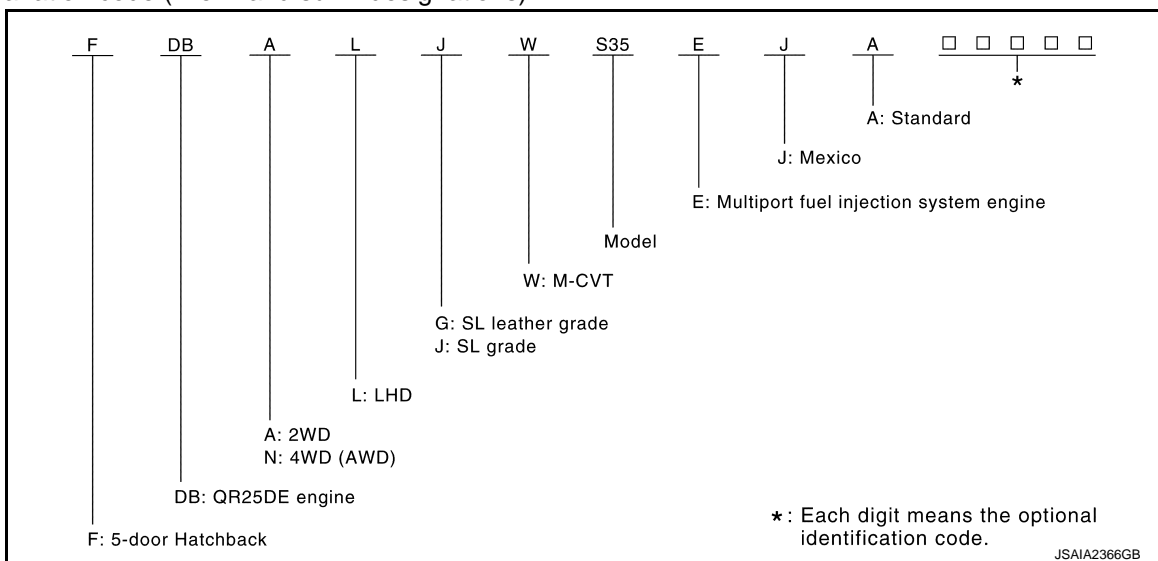 F DB A L J W S35 E J A □ □ □ □ □
*
A: Standard
J: Mexico
E: Multiport fuel injection system engine
Model
W: M-CVT
G: SL leather grade
J: SL grade
L: LHD
A: 2WD
N: 4WD (AWD)
DB: QR25DE engine
F: 5-door Hatchback
*: Each digit means the optional
identification code.
JSAIA2366GB